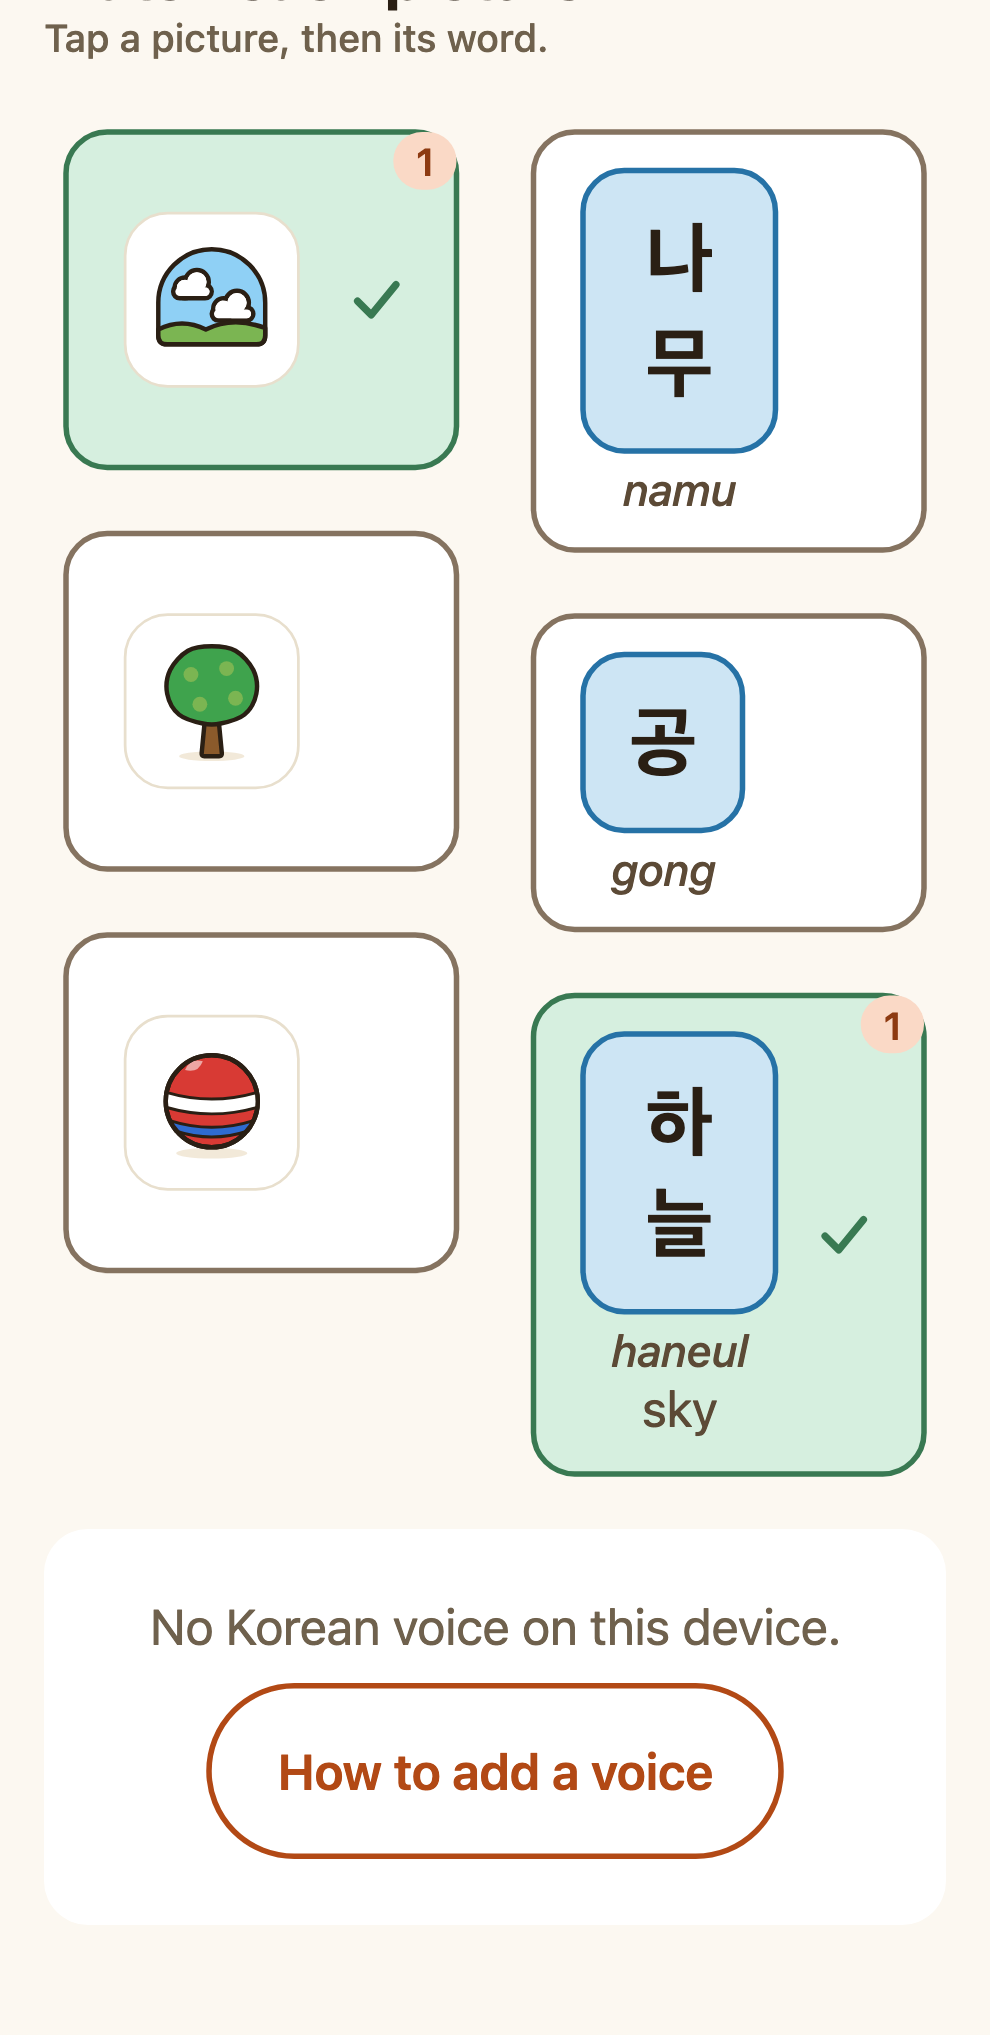 Tap a picture, then its word.
1
나
무
namu
공
gong
1
하
늘
haneul
sky
No Korean voice on this device.
How to add a voice